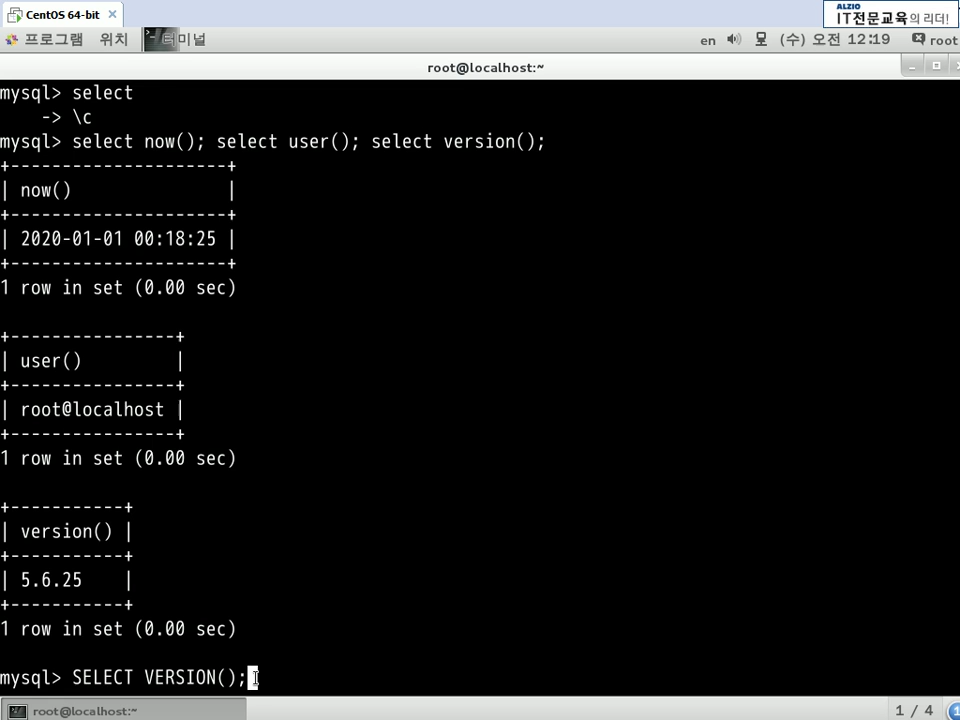 CentOS 64-bit
ALZIO
IT전문교육의 리더!
프로그램 위치 터미널 en (수) 오전 12:19 root
root@localhost:~
mysql> select
    -> \c
mysql> select now(); select user(); select version();
+---------------------+
| now()               |
+---------------------+
| 2020-01-01 00:18:25 |
+---------------------+
1 row in set (0.00 sec)
+----------------+
| user()         |
+----------------+
| root@localhost |
+----------------+
1 row in set (0.00 sec)
+-----------+
| version() |
+-----------+
| 5.6.25    |
+-----------+
1 row in set (0.00 sec)
mysql> SELECT VERSION();
root@localhost:~ 1 / 4